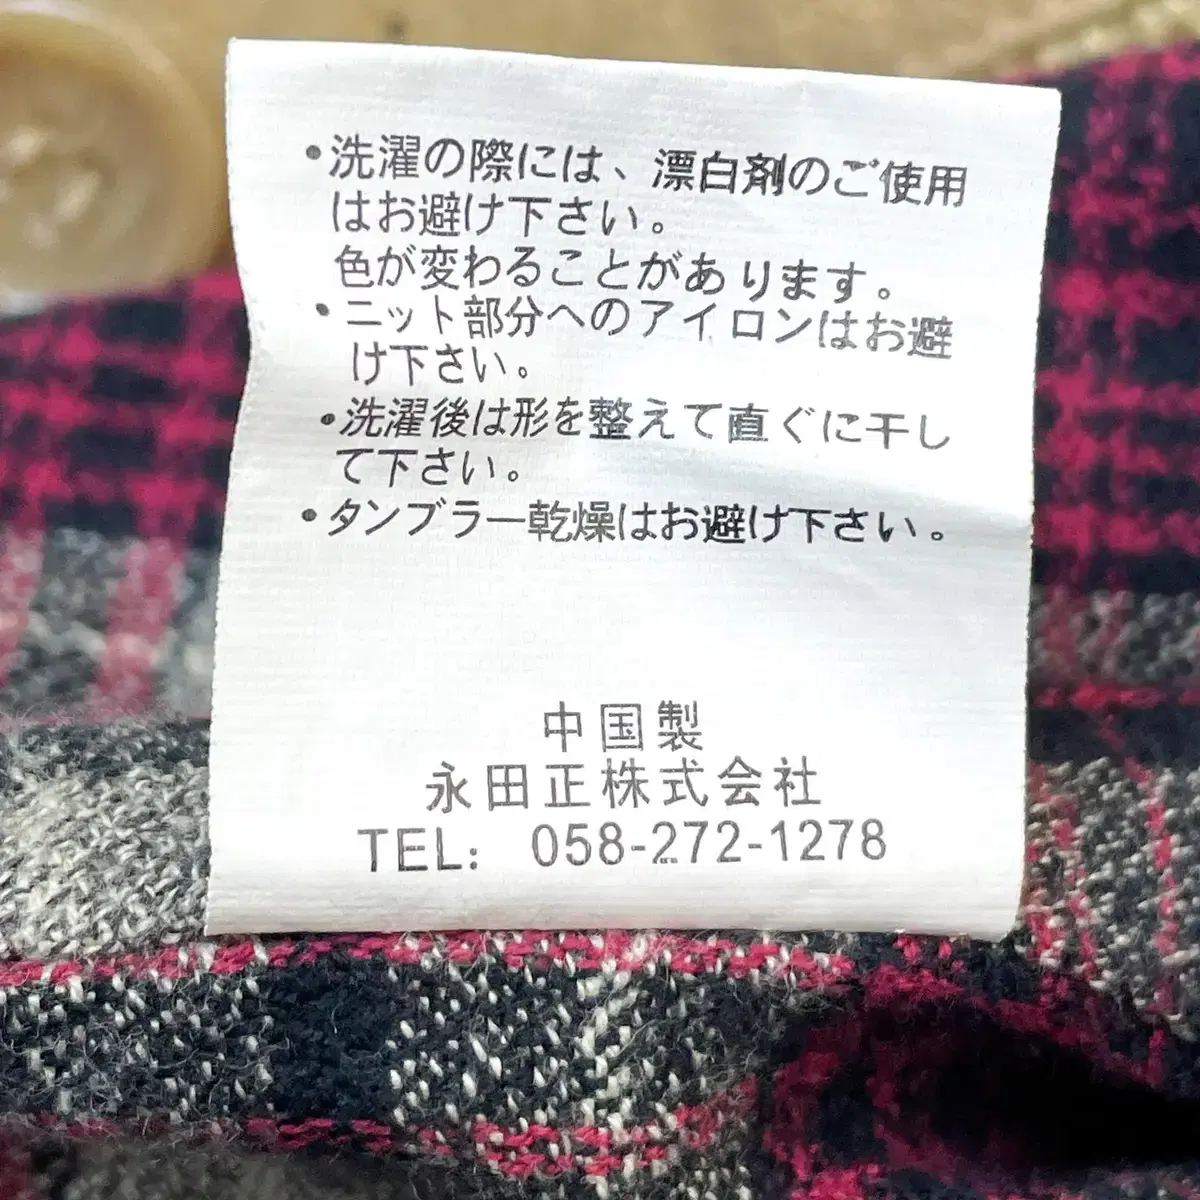 ・洗濯の際には、漂白剤のご使用
はお避け下さい。
色が変わることがあります。
・ニット部分へのアイロンはお避
け下さい。
・洗濯後は形を整えて直ぐに干し
て下さい。
・タンブラー乾燥はお避け下さい。
中国製
永田正株式会社
TEL: 058-272-1278